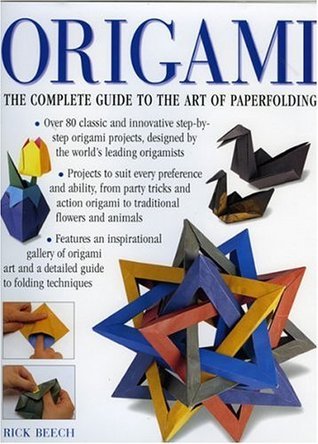 ORIGAMI
THE COMPLETE GUIDE TO THE ART OF PAPERFOLDING
• Over 80 classic and innovative step-by-
step origami projects, designed by
the world's leading origamists
• Projects to suit every preference
and ability, from party tricks and
action origami to traditional
flowers and animals
• Features an inspirational
gallery of origami
art and a detailed guide
to folding techniques
RICK BEECH